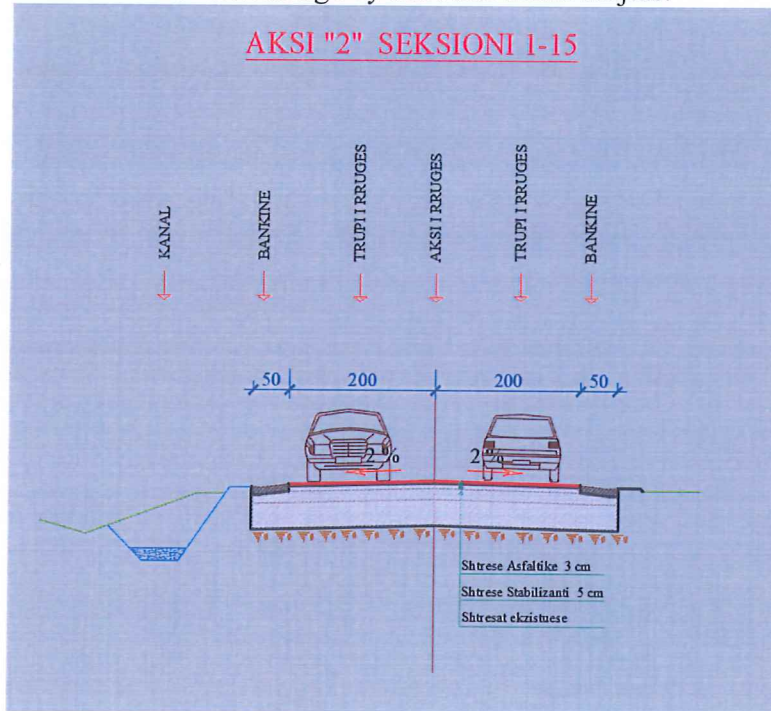 AKSI "2" SEKSIONI 1-15
KANAL
BANKINE
TRUPI I RRUGES
AKSI I RRUGES
TRUPI I RRUGES
BANKINE
50 200 200 50
2 % 2 %
Shtrese Asfaltike 3 cm
Shtrese Stabilizanti 5 cm
Shtresat ekzistuese